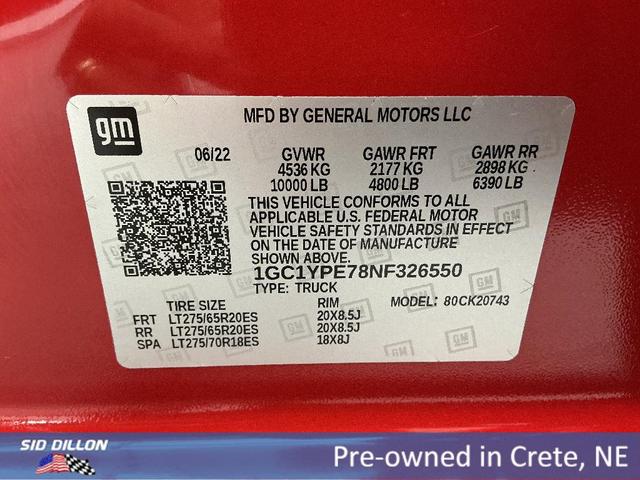 gm
MFD BY GENERAL MOTORS LLC
06/22 GVWR GAWR FRT GAWR RR
4536 KG 2177 KG 2898 KG
10000 LB 4800 LB 6390 LB
THIS VEHICLE CONFORMS TO ALL
APPLICABLE U.S. FEDERAL MOTOR
VEHICLE SAFETY STANDARDS IN EFFECT
ON THE DATE OF MANUFACTURE
SHOWN ABOVE.
1GC1YPE78NF326550
TYPE: TRUCK MODEL: 80CK20743
TIRE SIZE RIM
FRT LT275/65R20ES 20X8.5J
RR LT275/65R20ES 20X8.5J
SPA LT275/70R18ES 18X8J
SID DILLON
Pre-owned in Crete, NE